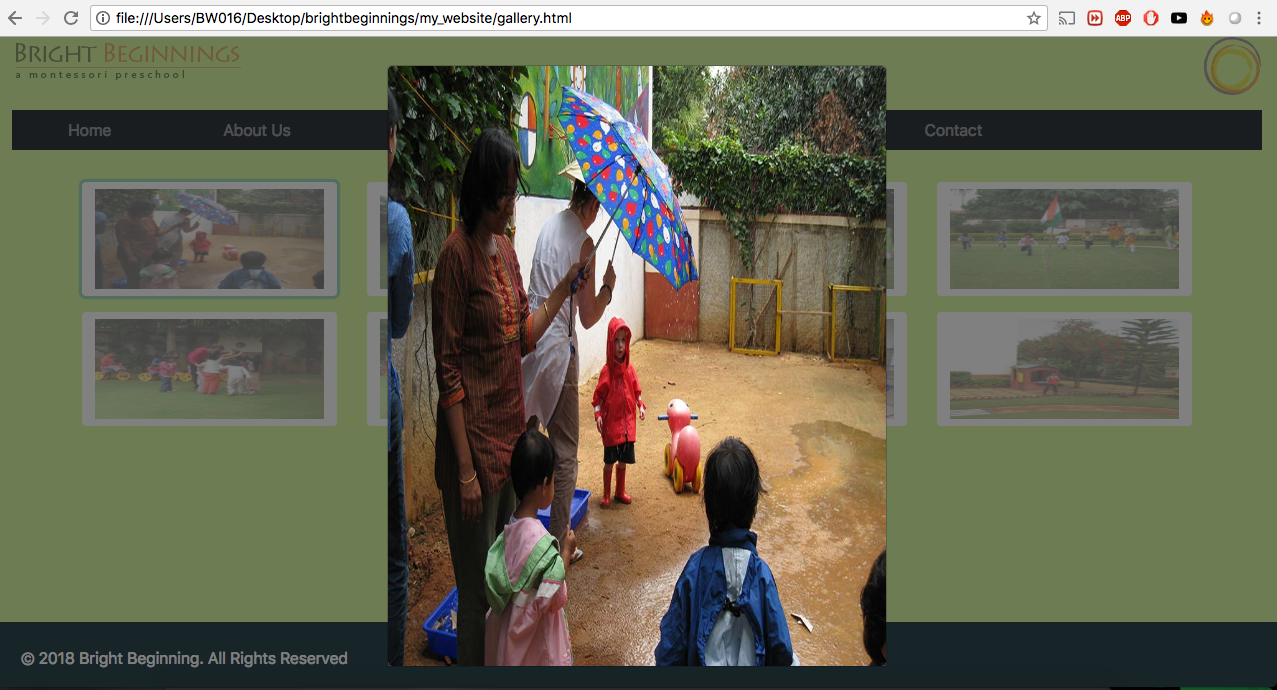 file:///Users/BW016/Desktop/brightbeginnings/my_website/gallery.html
ABP
BRIGHT BEGINNINGS
a montessori preschool
Home
About Us
Contact
© 2018 Bright Beginning. All Rights Reserved